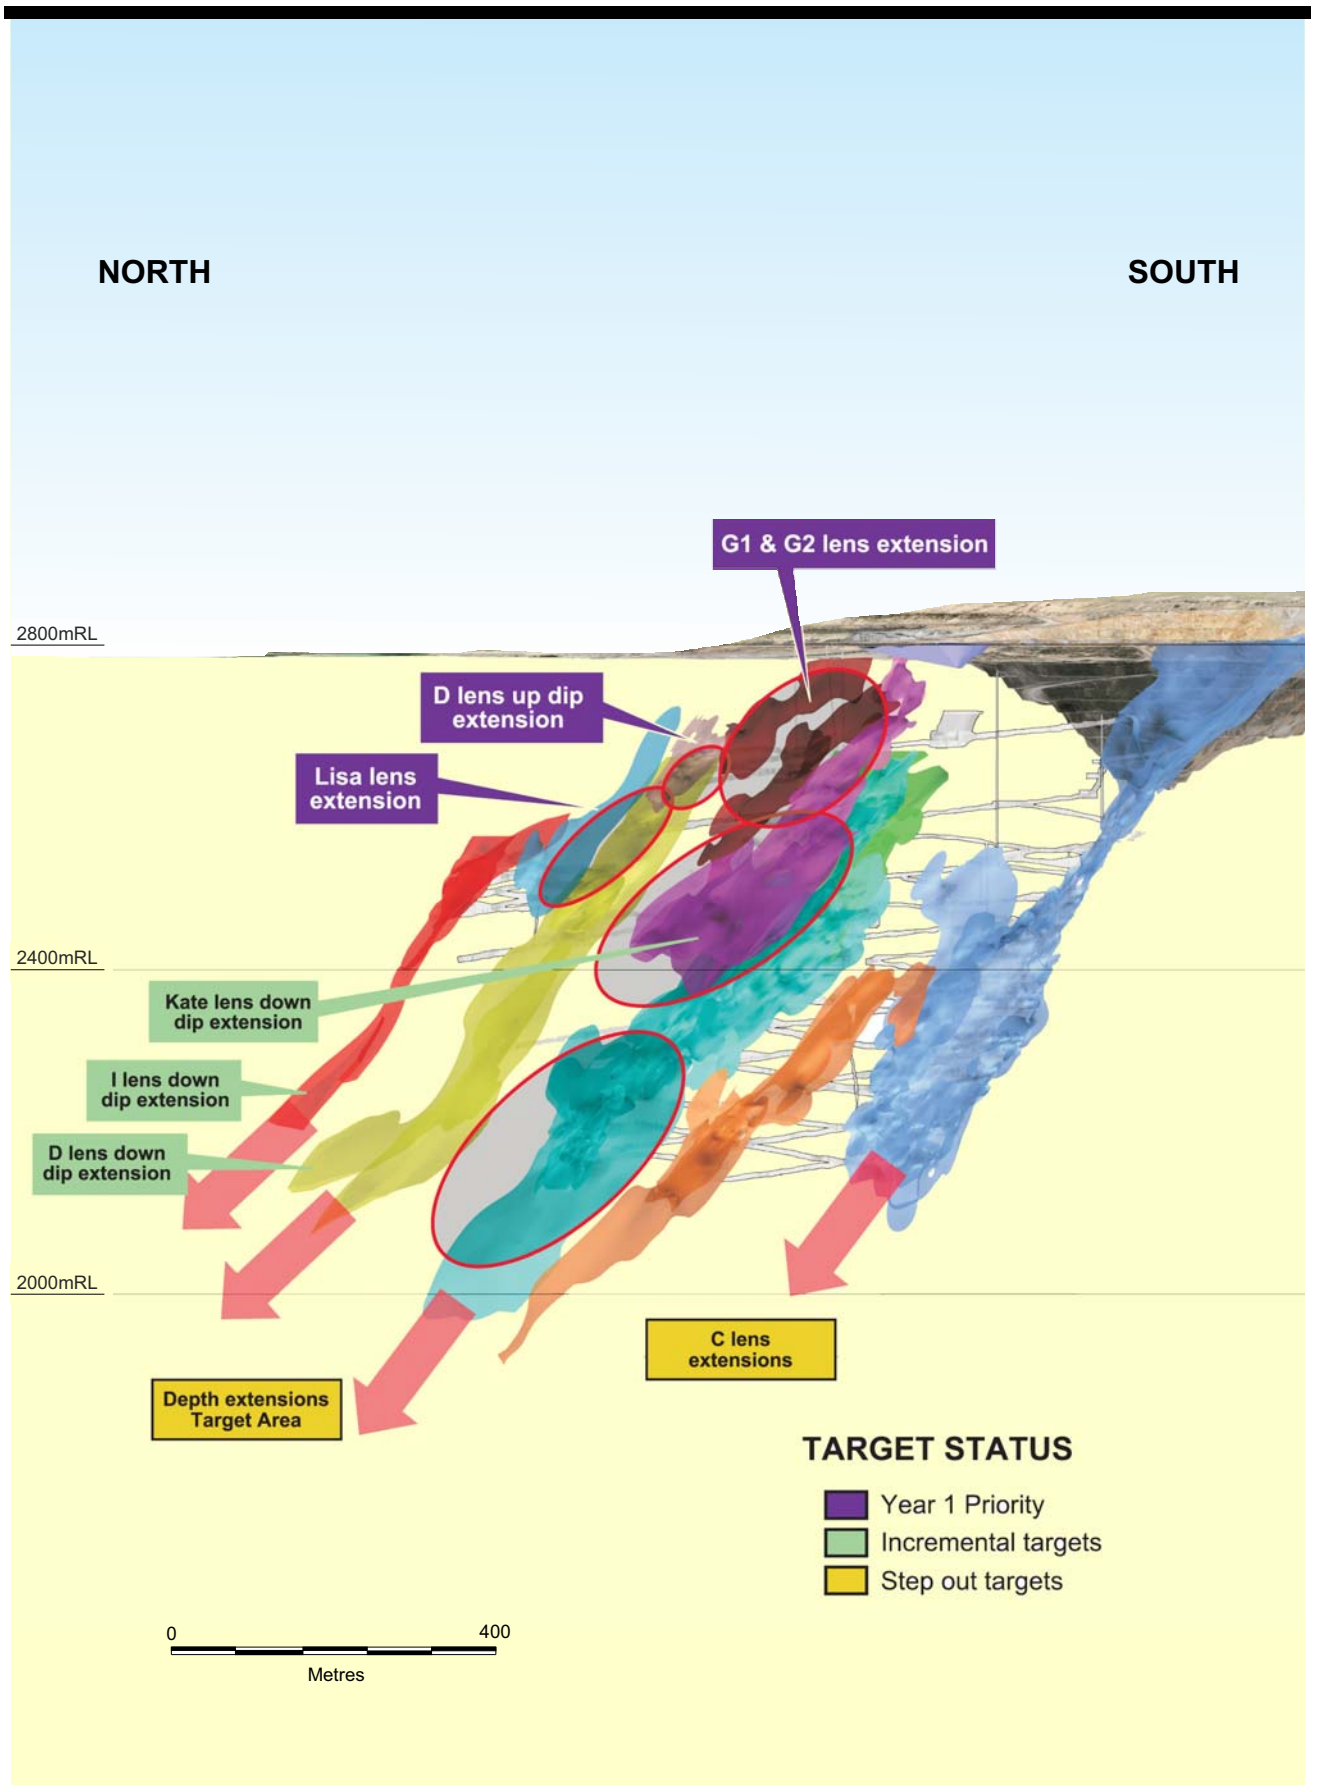 NORTH
SOUTH
G1 & G2 lens extension
2800mRL
D lens up dip
extension
Lisa lens
extension
2400mRL
Kate lens down
dip extension
I lens down
dip extension
D lens down
dip extension
2000mRL
C lens
extensions
Depth extensions
Target Area
TARGET STATUS
Year 1 Priority
Incremental targets
Step out targets
0 400
Metres